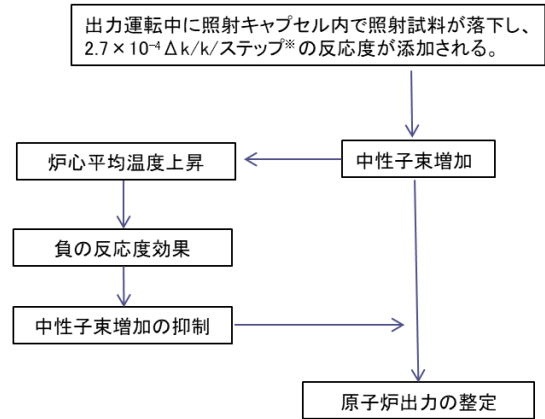 出力運転中に照射キャプセル内で照射試料が落下し、
2.7×10⁻⁴Δk/k/ステップ※の反応度が添加される。
炉心平均温度上昇
中性子束増加
負の反応度効果
中性子束増加の抑制
原子炉出力の整定